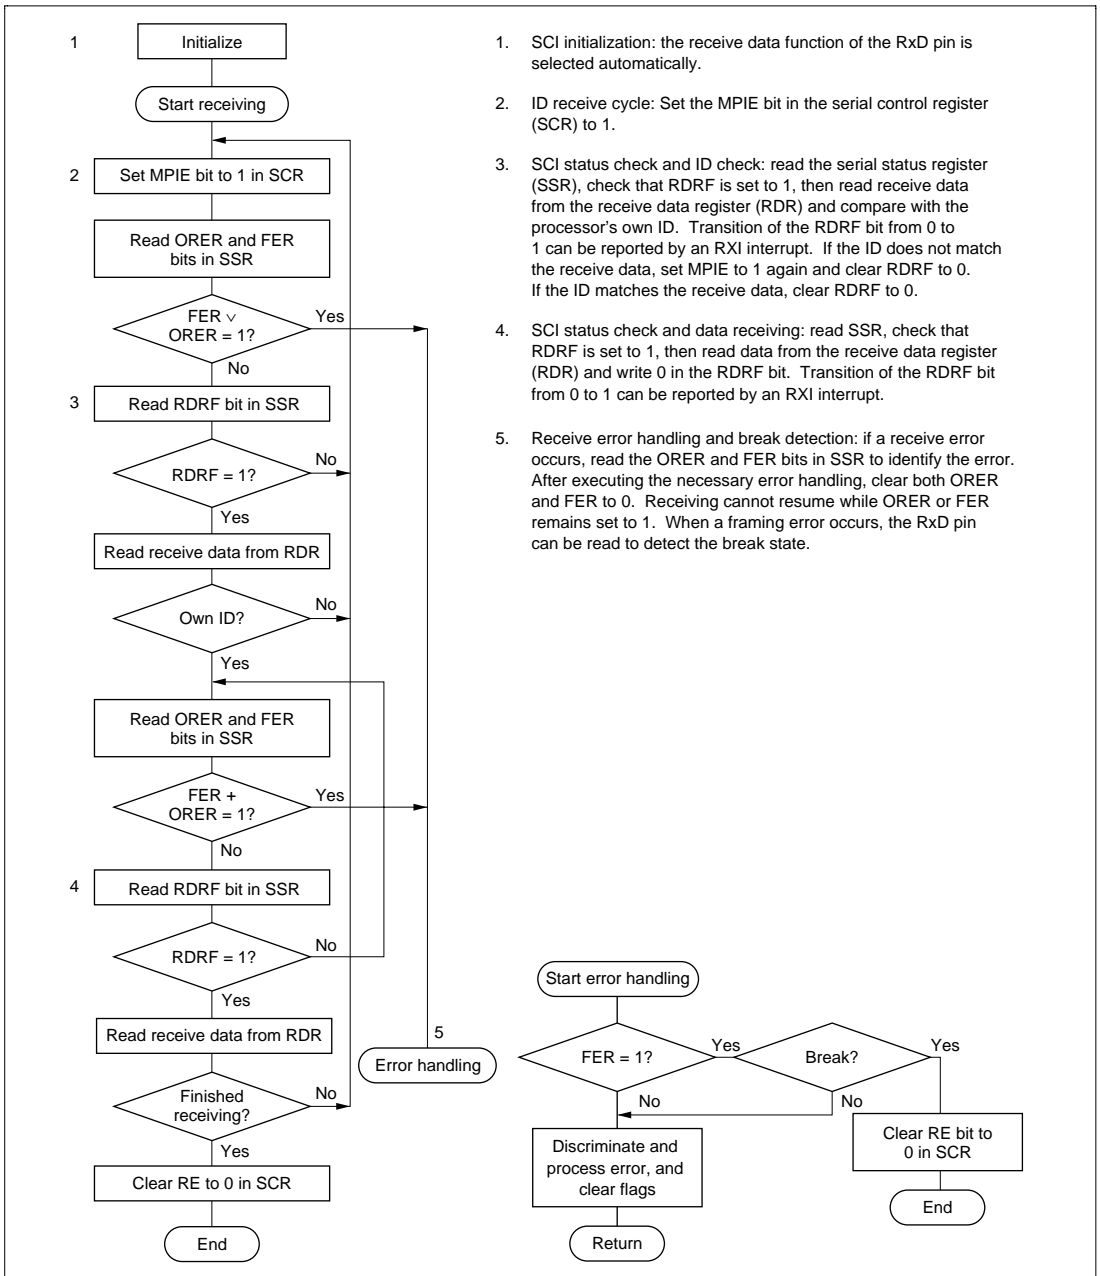 1
Initialize
Start receiving
2
Set MPIE bit to 1 in SCR
Read ORER and FER
bits in SSR
FER ∨
ORER = 1?
Yes
No
3
Read RDRF bit in SSR
RDRF = 1?
No
Yes
Read receive data from RDR
Own ID?
No
Yes
Read ORER and FER
bits in SSR
FER +
ORER = 1?
Yes
No
4
Read RDRF bit in SSR
RDRF = 1?
No
Yes
Read receive data from RDR
5
Error handling
Finished
receiving?
No
Yes
Clear RE to 0 in SCR
End
1. SCI initialization: the receive data function of the RxD pin is
selected automatically.
2. ID receive cycle: Set the MPIE bit in the serial control register
(SCR) to 1.
3. SCI status check and ID check: read the serial status register
(SSR), check that RDRF is set to 1, then read receive data
from the receive data register (RDR) and compare with the
processor's own ID. Transition of the RDRF bit from 0 to
1 can be reported by an RXI interrupt. If the ID does not match
the receive data, set MPIE to 1 again and clear RDRF to 0.
If the ID matches the receive data, clear RDRF to 0.
4. SCI status check and data receiving: read SSR, check that
RDRF is set to 1, then read data from the receive data register
(RDR) and write 0 in the RDRF bit. Transition of the RDRF bit
from 0 to 1 can be reported by an RXI interrupt.
5. Receive error handling and break detection: if a receive error
occurs, read the ORER and FER bits in SSR to identify the error.
After executing the necessary error handling, clear both ORER
and FER to 0. Receiving cannot resume while ORER or FER
remains set to 1. When a framing error occurs, the RxD pin
can be read to detect the break state.
Start error handling
FER = 1?
Yes
Break?
Yes
No
No
Discriminate and
process error, and
clear flags
Clear RE bit to
0 in SCR
Return
End